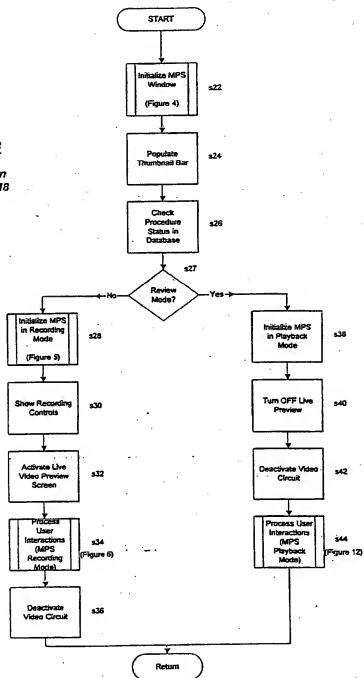 START
Initialize MPS
Window
(Figure 4)
s22
Populate
Thumbnail Bar
s24
Check
Procedure
Status in
Database
s26
s27
Review
Mode?
No
Yes
Initialize MPS
in Recording
Mode
(Figure 5)
s28
Show Recording
Controls
s30
Activate Live
Video Preview
Screen
s32
Process
User
Interactions
(MPS
Recording
Mode)
s34
(Figure 6)
Deactivate
Video Circuit
s36
Initialize MPS
in Playback
Mode
s38
Turn OFF Live
Preview
s40
Deactivate Video
Circuit
s42
Process User
Interactions
(MPS
Playback
Mode)
s44
(Figure 12)
Return
n
18